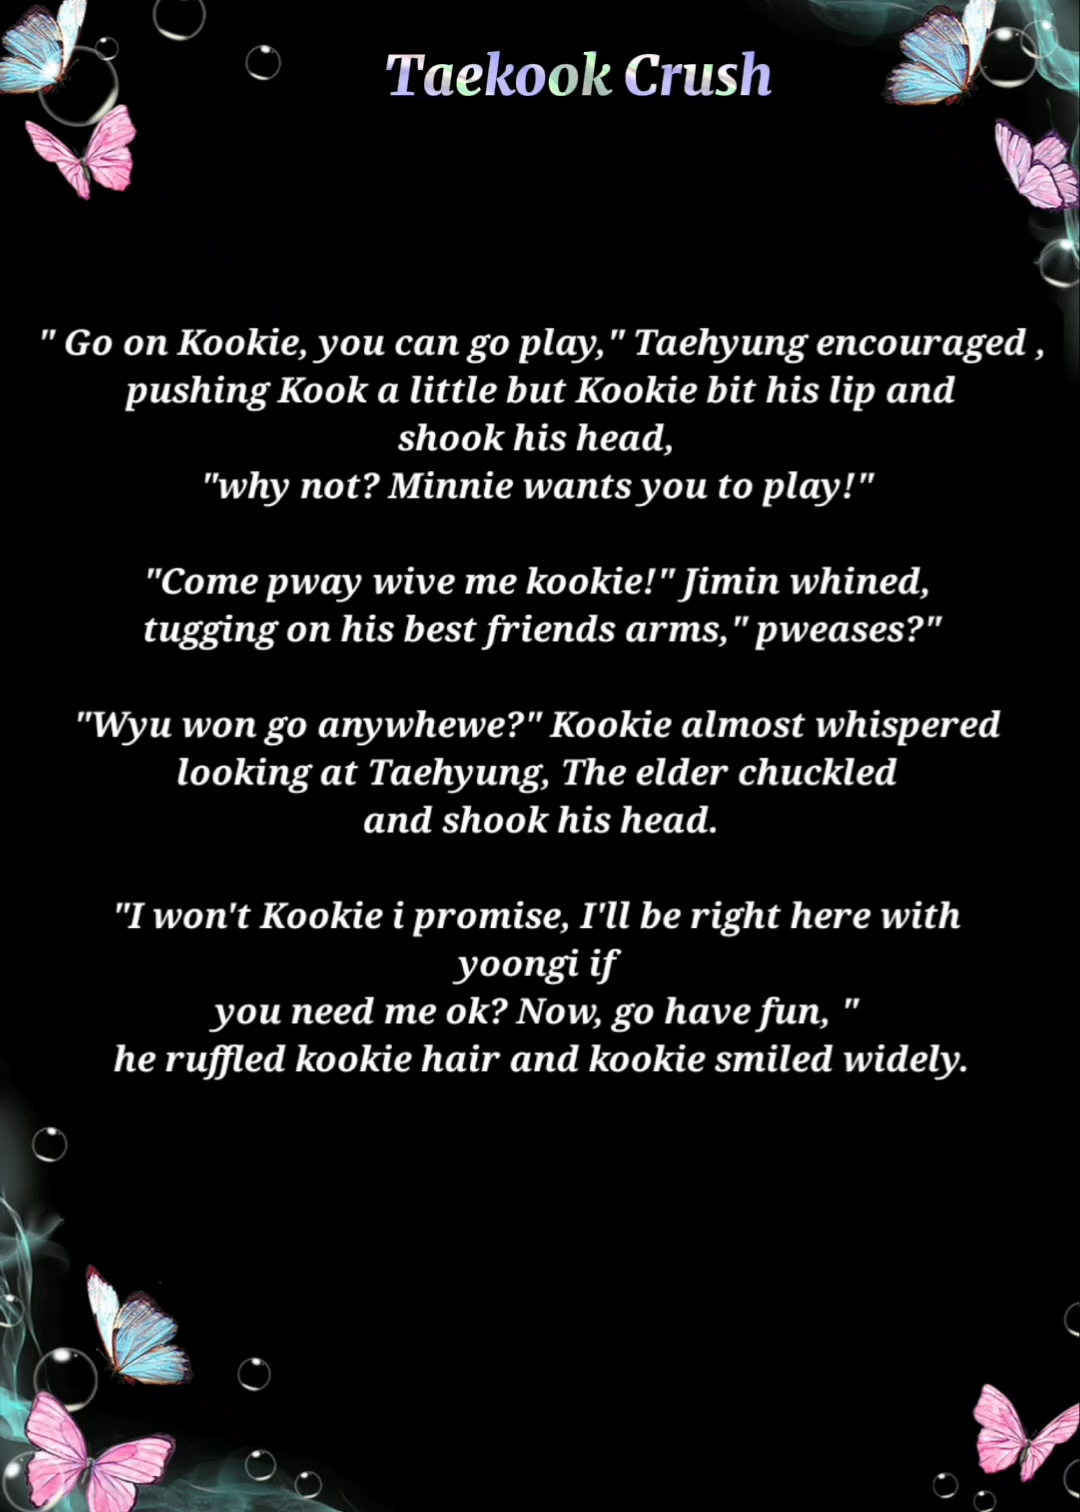 Taekook Crush
" Go on Kookie, you can go play," Taehyung encouraged ,
pushing Kook a little but Kookie bit his lip and
shook his head,
"why not? Minnie wants you to play!"
"Come pway wive me kookie!" Jimin whined,
tugging on his best friends arms," pweases?"
"Wyu won go anywhewe?" Kookie almost whispered
looking at Taehyung, The elder chuckled
and shook his head.
"I won't Kookie i promise, I'll be right here with
yoongi if
you need me ok? Now, go have fun, "
he ruffled kookie hair and kookie smiled widely.